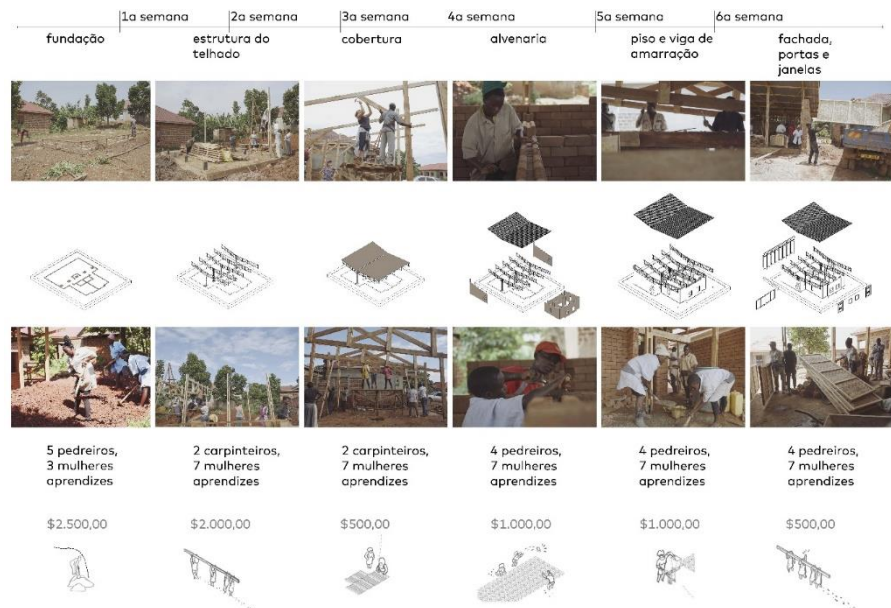 1a semana
2a semana
3a semana
4a semana
5a semana
6a semana
fundação
estrutura do
telhado
cobertura
alvenaria
piso e viga de
amarração
fachada,
portas e
janelas
5 pedreiros,
3 mulheres
aprendizes
2 carpinteiros,
7 mulheres
aprendizes
2 carpinteiros,
7 mulheres
aprendizes
4 pedreiros,
7 mulheres
aprendizes
4 pedreiros,
7 mulheres
aprendizes
4 pedreiros,
7 mulheres
aprendizes
$2.500,00
$2.000,00
$500,00
$1.000,00
$1.000,00
$500,00